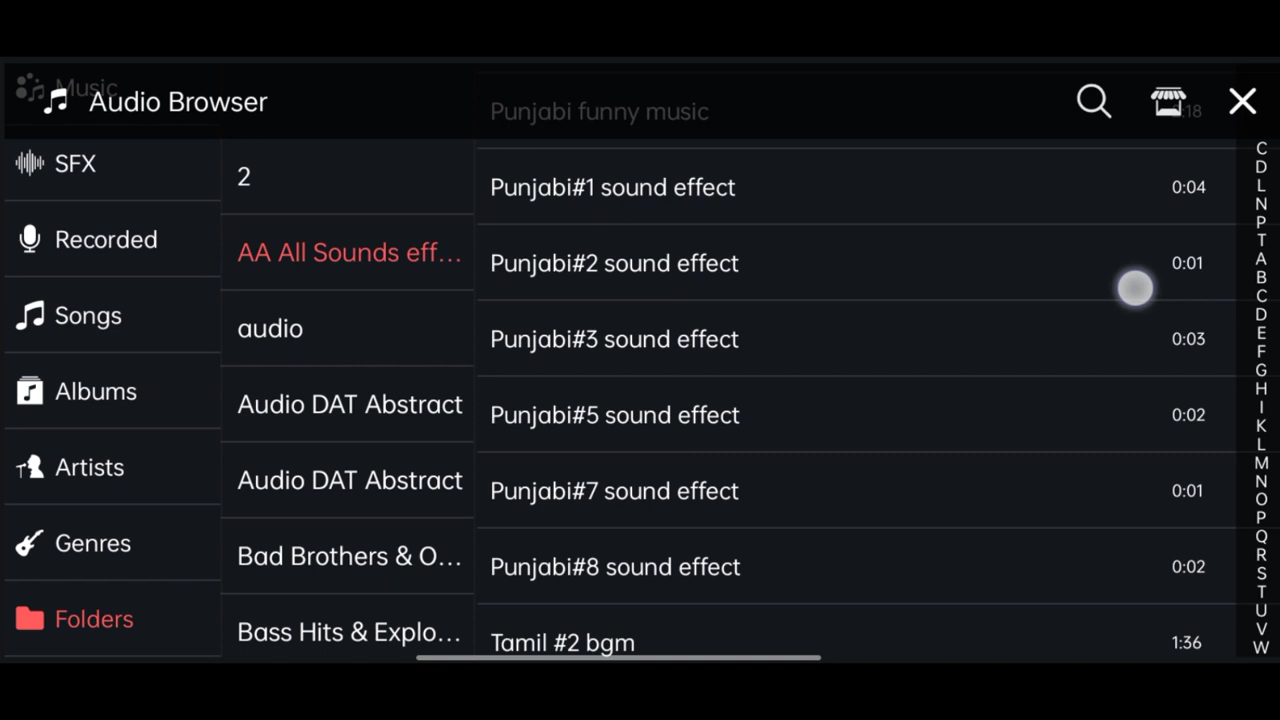 Music
Audio Browser
SFX
Recorded
Songs
Albums
Artists
Genres
Folders
2
AA All Sounds eff...
audio
Audio DAT Abstract
Audio DAT Abstract
Bad Brothers & O...
Bass Hits & Explo...
Punjabi funny music :18
Punjabi#1 sound effect 0:04
Punjabi#2 sound effect 0:01
Punjabi#3 sound effect 0:03
Punjabi#5 sound effect 0:02
Punjabi#7 sound effect 0:01
Punjabi#8 sound effect 0:02
Tamil #2 bgm 1:36
C
D
L
N
P
T
A
B
C
D
E
F
G
H
I
K
L
M
N
O
P
Q
R
S
T
U
V
W